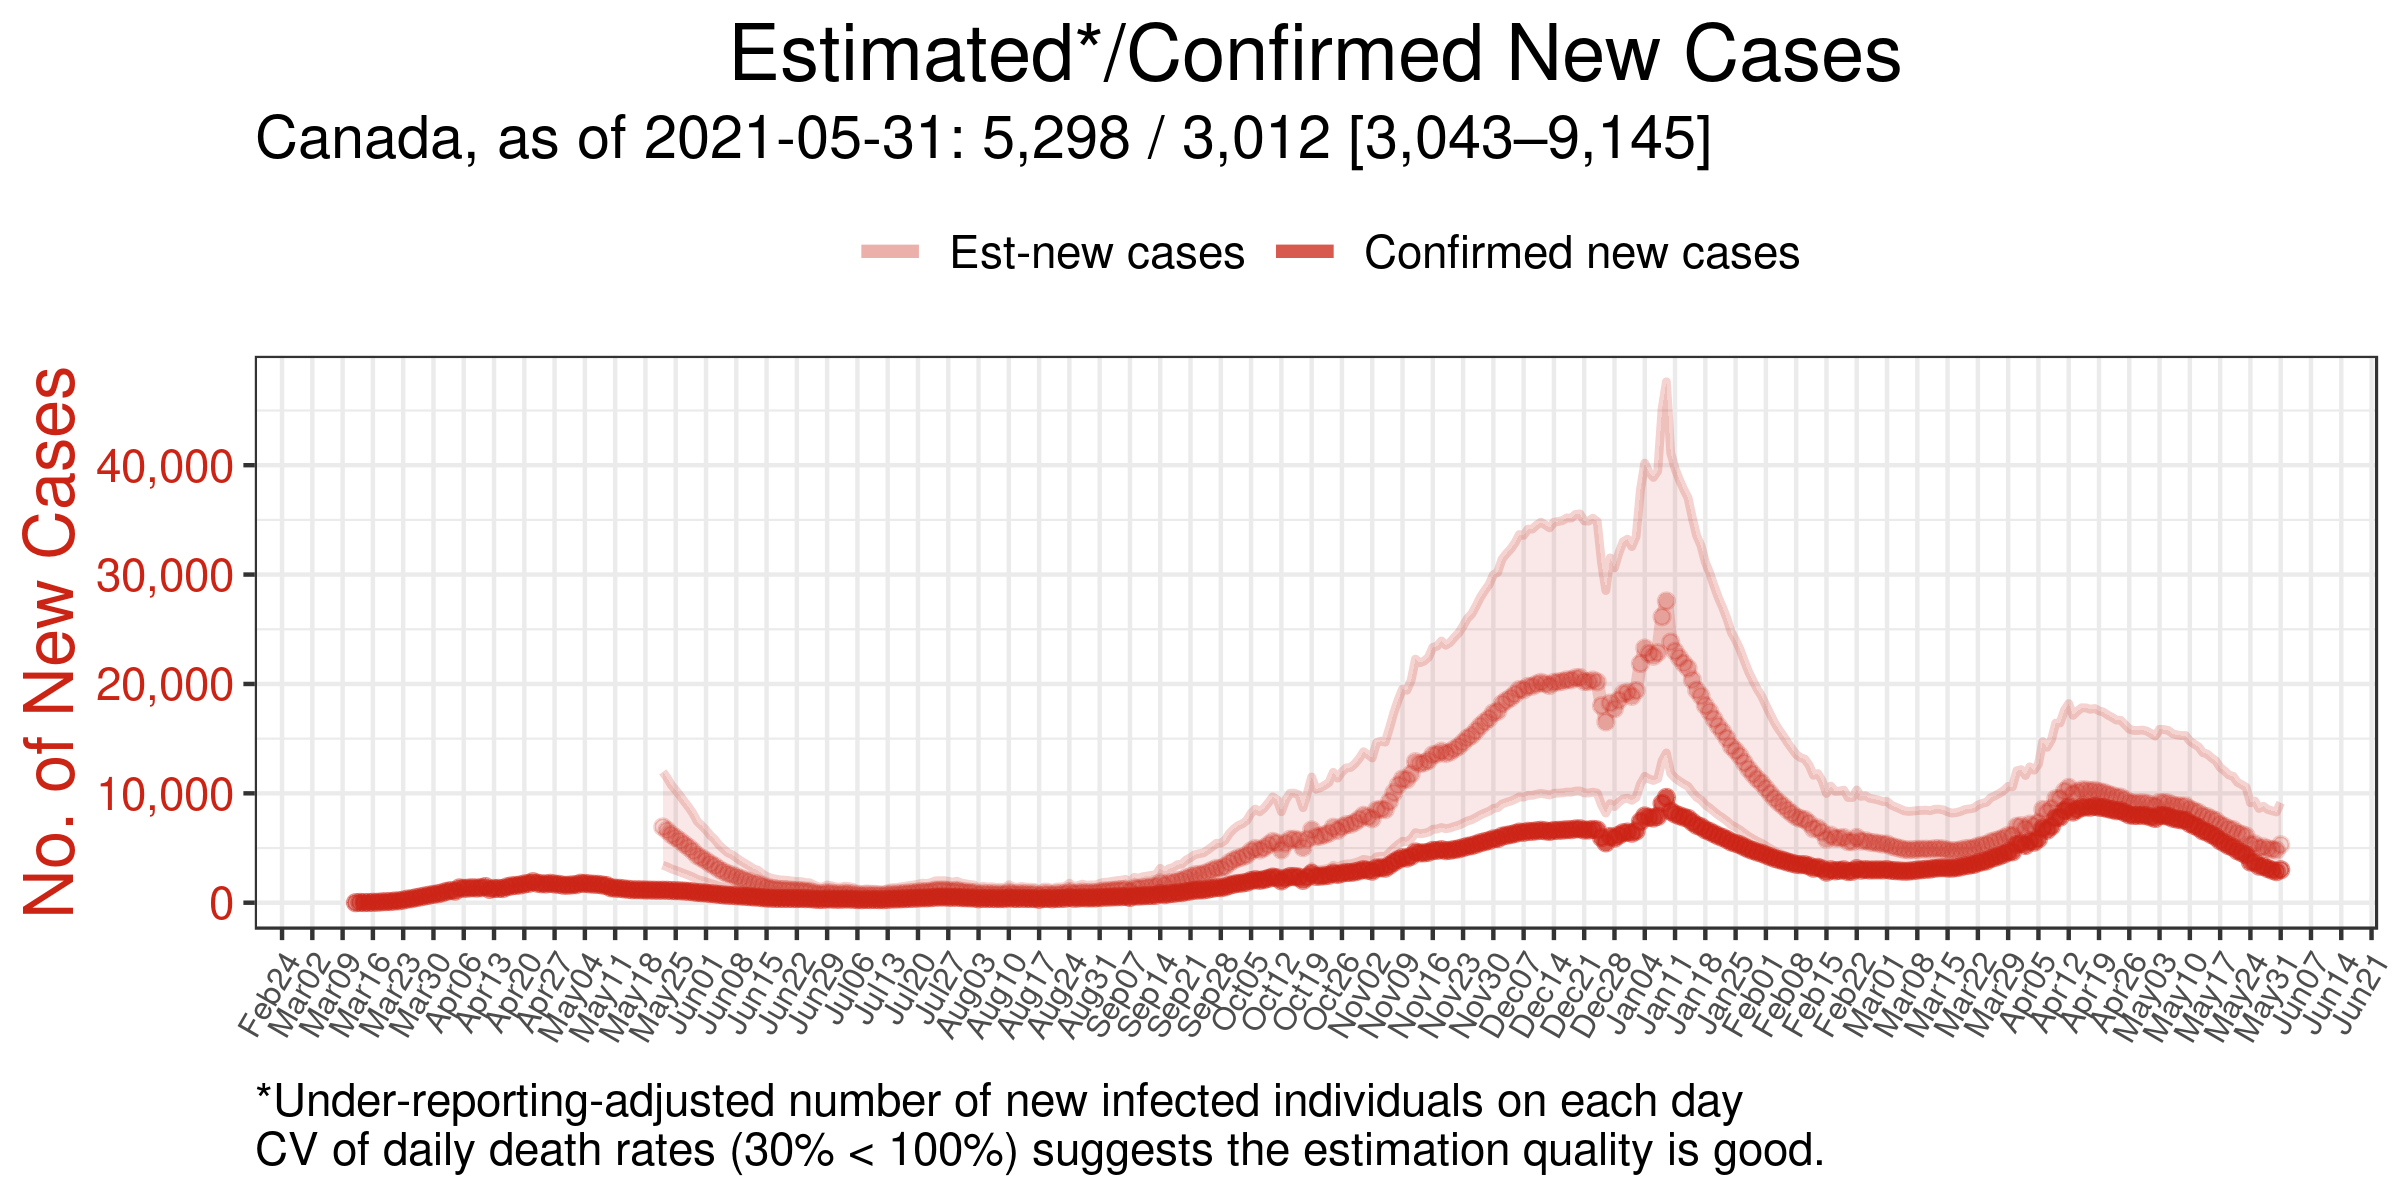 Estimated*/Confirmed New Cases
Canada, as of 2021-05-31: 5,298 / 3,012 [3,043–9,145]
Est-new cases Confirmed new cases
No. of New Cases
40,000
30,000
20,000
10,000
0
Feb24 Mar02 Mar09 Mar16 Mar23 Mar30 Apr06 Apr13 Apr20 Apr27 May04 May11 May18 May25 Jun01 Jun08 Jun15 Jun22 Jun29 Jul06 Jul13 Jul20 Jul27 Aug03 Aug10 Aug17 Aug24 Aug31 Sep07 Sep14 Sep21 Sep28 Oct05 Oct12 Oct19 Oct26 Nov02 Nov09 Nov16 Nov23 Nov30 Dec07 Dec14 Dec21 Dec28 Jan04 Jan11 Jan18 Jan25 Feb01 Feb08 Feb15 Feb22 Mar01 Mar08 Mar15 Mar22 Mar29 Apr05 Apr12 Apr19 Apr26 May03 May10 May17 May24 May31 Jun07 Jun14 Jun21
*Under-reporting-adjusted number of new infected individuals on each day
CV of daily death rates (30% < 100%) suggests the estimation quality is good.